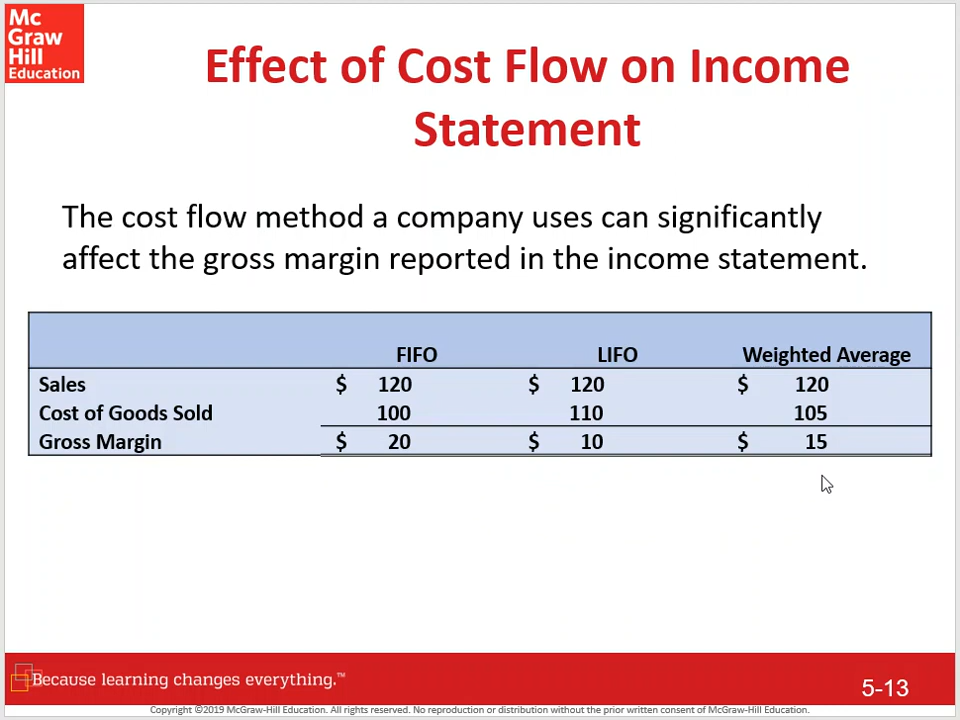 Mc
Graw
Hill
Education
Effect of Cost Flow on Income
Statement
The cost flow method a company uses can significantly
affect the gross margin reported in the income statement.
FIFO LIFO Weighted Average
Sales $ 120 $ 120 $ 120
Cost of Goods Sold 100 110 105
Gross Margin $ 20 $ 10 $ 15
Because learning changes everything.™
5-13
Copyright ©2019 McGraw-Hill Education. All rights reserved. No reproduction or distribution without the prior written consent of McGraw-Hill Education.